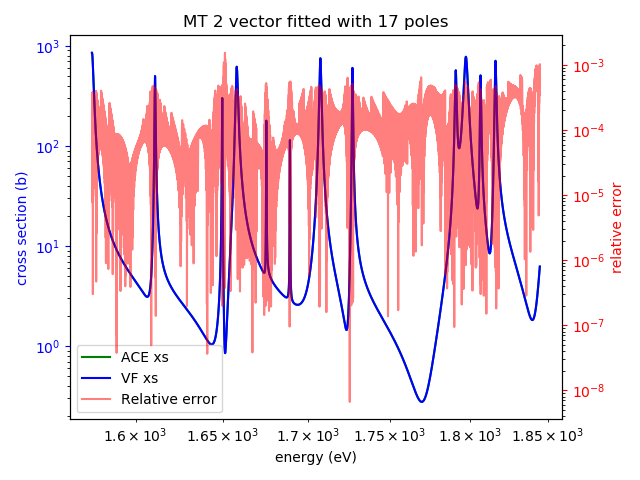 MT 2 vector fitted with 17 poles
cross section (b)
10³
10²
10¹
10⁰
relative error
10⁻³
10⁻⁴
10⁻⁵
10⁻⁶
10⁻⁷
10⁻⁸
ACE xs
VF xs
Relative error
1.6 × 10³ 1.65 × 10³ 1.7 × 10³ 1.75 × 10³ 1.8 × 10³ 1.85 × 10³
energy (eV)